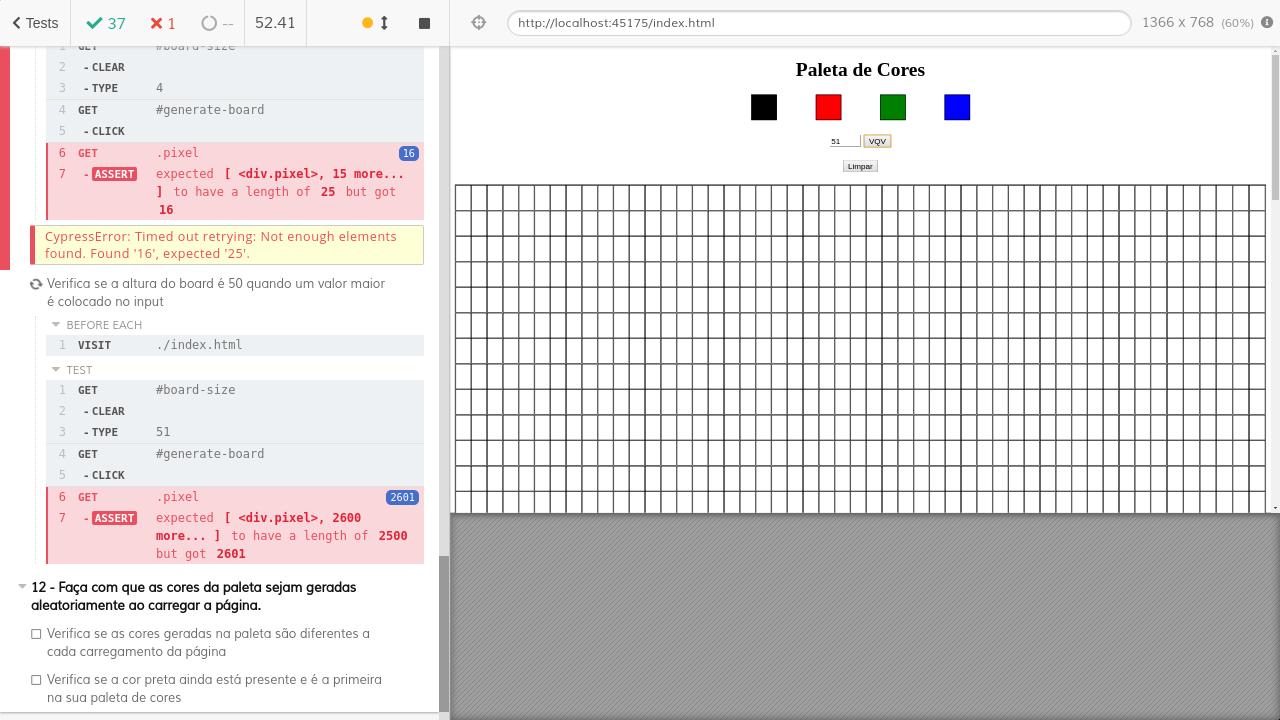 Tests
37
1
--
52.41
http://localhost:45175/index.html
1366 x 768 (60%)
1 GET #board-size
2 - CLEAR
3 - TYPE 4
4 GET #generate-board
5 - CLICK
6 GET .pixel 16
7 - ASSERT expected [ <div.pixel>, 15 more...
] to have a length of 25 but got
16
CypressError: Timed out retrying: Not enough elements
found. Found '16', expected '25'.
Verifica se a altura do board é 50 quando um valor maior
é colocado no input
BEFORE EACH
1 VISIT ./index.html
TEST
1 GET #board-size
2 - CLEAR
3 - TYPE 51
4 GET #generate-board
5 - CLICK
6 GET .pixel 2601
7 - ASSERT expected [ <div.pixel>, 2600
more... ] to have a length of 2500
but got 2601
12 - Faça com que as cores da paleta sejam geradas
aleatoriamente ao carregar a página.
Verifica se as cores geradas na paleta são diferentes a
cada carregamento da página
Verifica se a cor preta ainda está presente e é a primeira
na sua paleta de cores
Paleta de Cores
51 VQV
Limpar